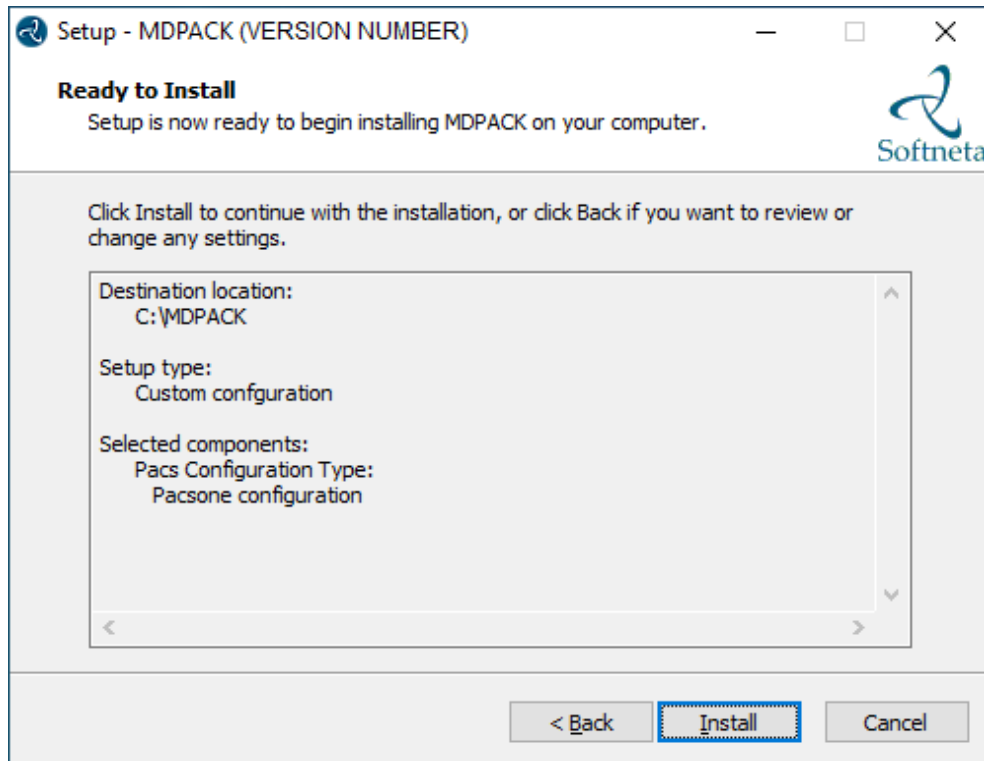 Setup - MDPACK (VERSION NUMBER)
Ready to Install
Setup is now ready to begin installing MDPACK on your computer.
Softneta
Click Install to continue with the installation, or click Back if you want to review or
change any settings.
Destination location:
C:\MDPACK
Setup type:
Custom confguration
Selected components:
Pacs Configuration Type:
Pacsone configuration
< Back
Install
Cancel